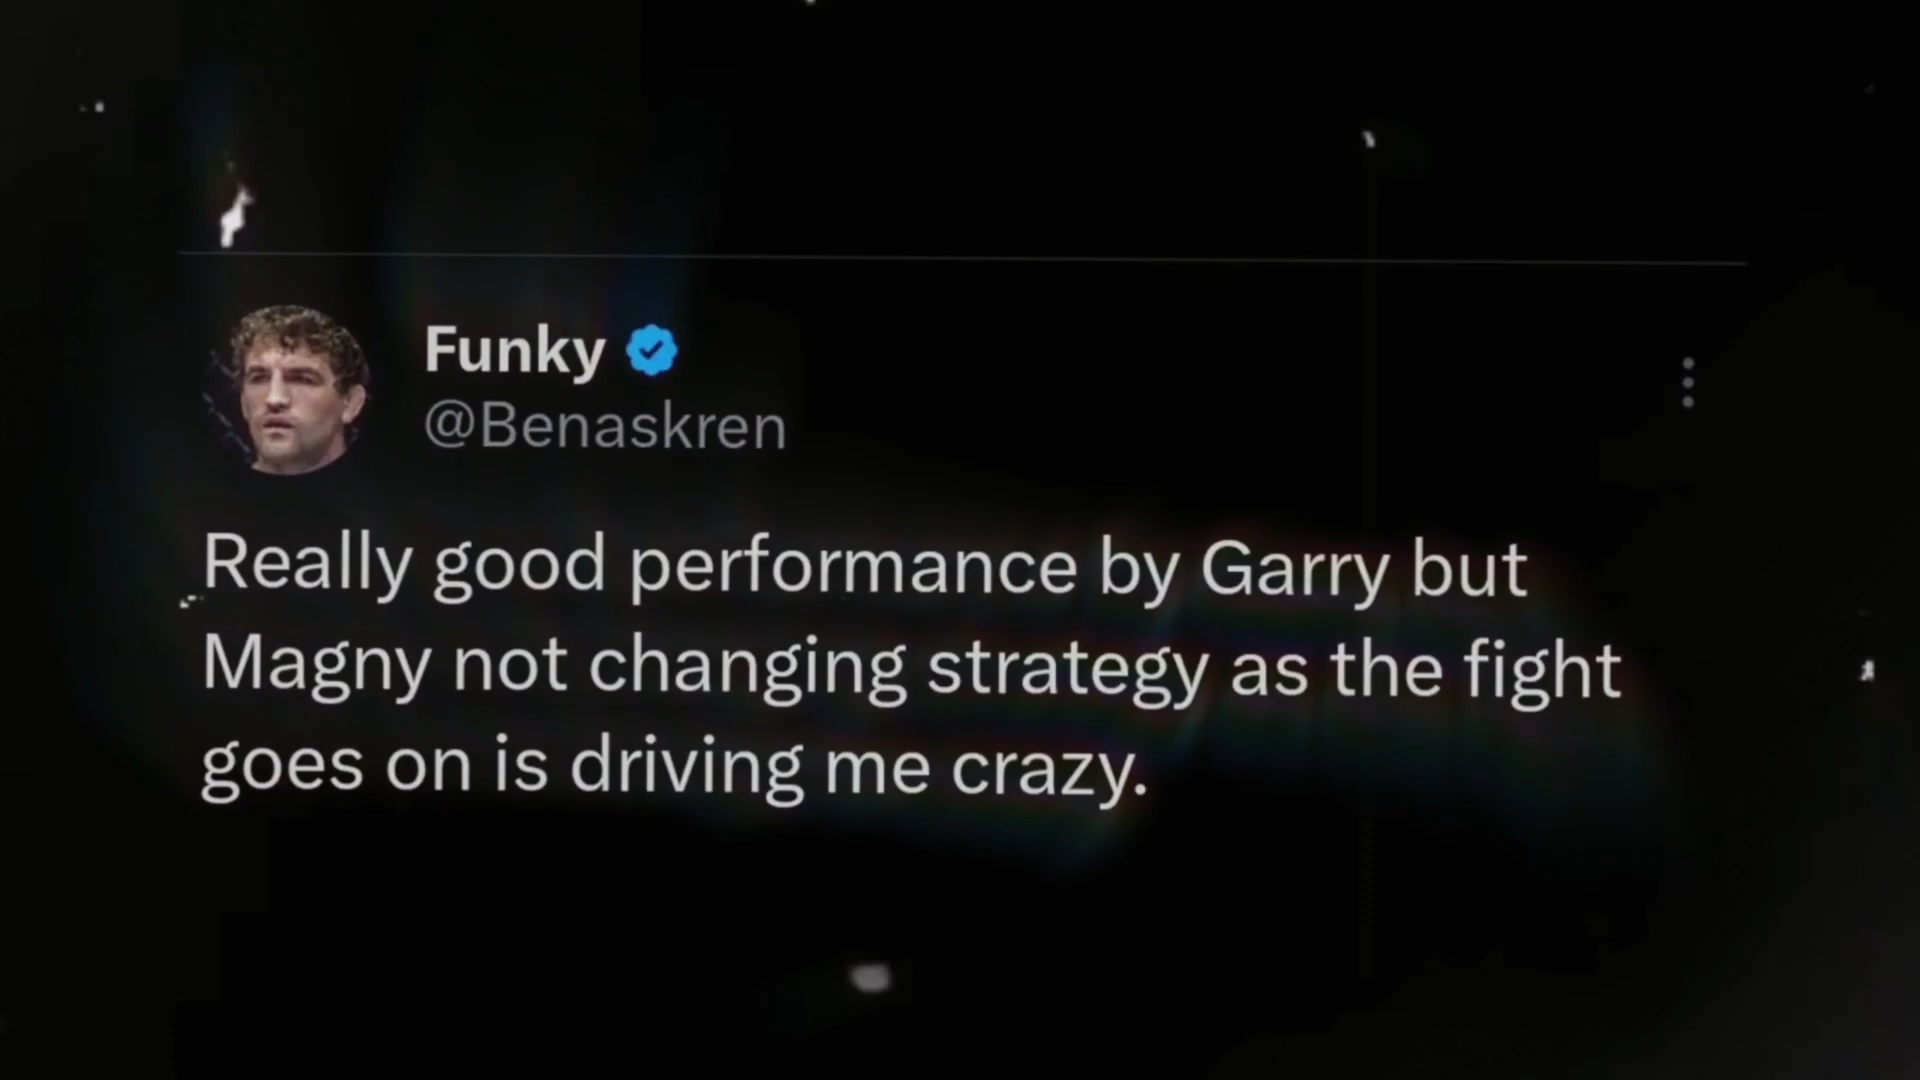 Funky
@Benaskren
Really good performance by Garry but
Magny not changing strategy as the fight
goes on is driving me crazy.